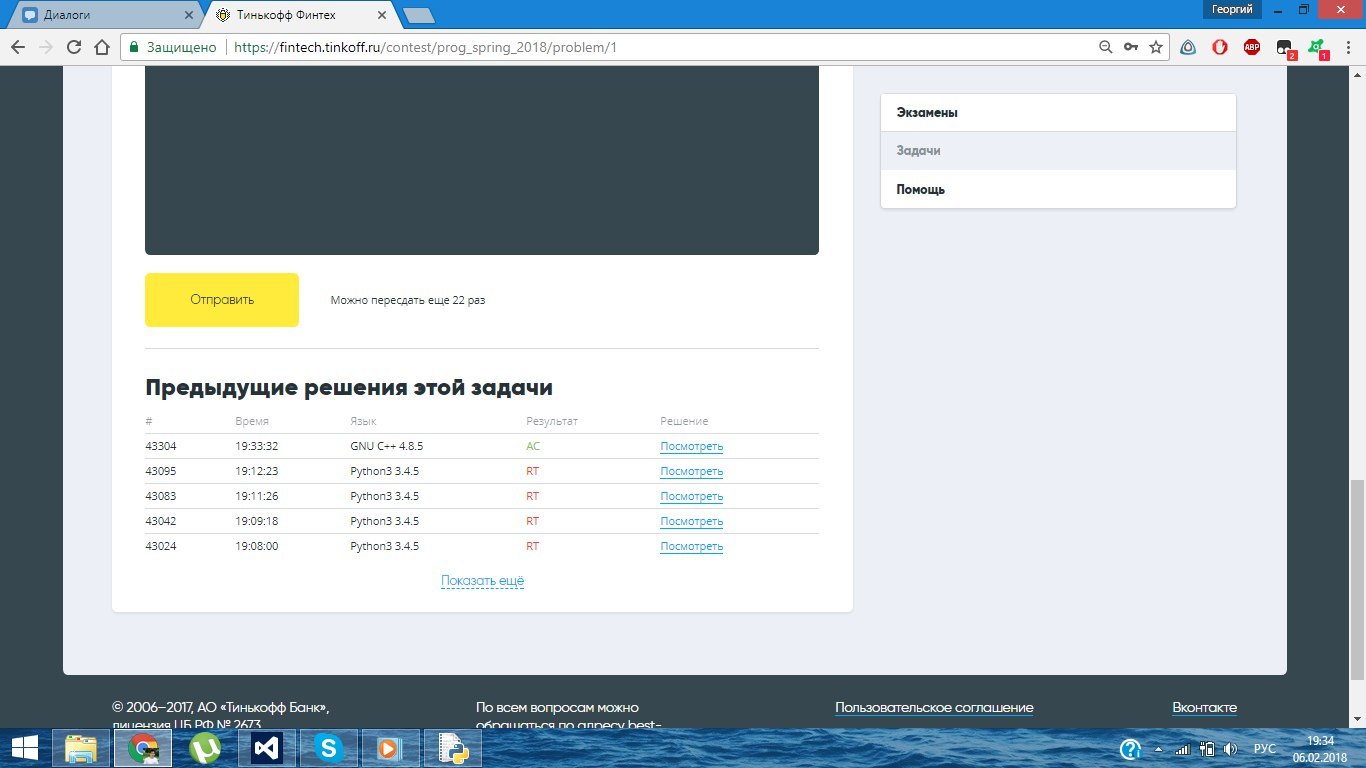 Диалоги
Тинькофф Финтех
Георгий
Защищено
https://fintech.tinkoff.ru/contest/prog_spring_2018/problem/1
ABP
2
1
Экзамены
Задачи
Помощь
Отправить
Можно пересдать еще 22 раз
Предыдущие решения этой задачи
# Время Язык Результат Решение
43304 19:33:32 GNU C++ 4.8.5 AC Посмотреть
43095 19:12:23 Python3 3.4.5 RT Посмотреть
43083 19:11:26 Python3 3.4.5 RT Посмотреть
43042 19:09:18 Python3 3.4.5 RT Посмотреть
43024 19:08:00 Python3 3.4.5 RT Посмотреть
Показать ещё
© 2006–2017, АО «Тинькофф Банк»,
лицензия ЦБ РФ № 2673
По всем вопросам можно
обращаться по адресу best-
Пользовательское соглашение
Вконтакте
РУС
19:34
06.02.2018